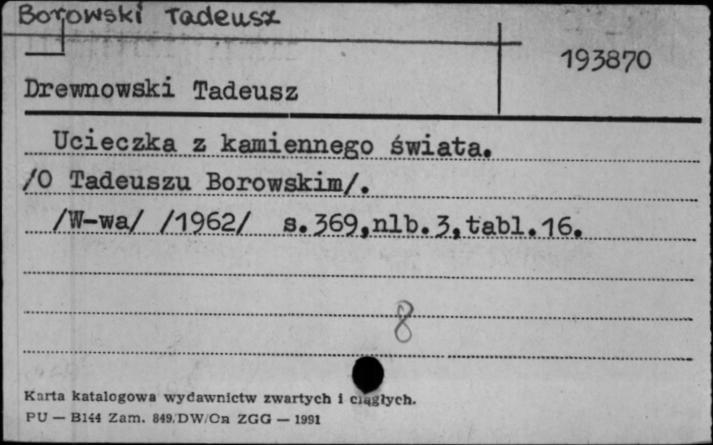 Borowski Tadeusz
193870
Drewnowski Tadeusz
Ucieczka z kamiennego świata.
/O Tadeuszu Borowskim/.
/W-wa/ /1962/ s.369,nlb.3,tabl.16.
8
Karta katalogowa wydawnictw zwartych i ciągłych.
PU — B144 Zam. 849/DW/Cn ZGG — 1991